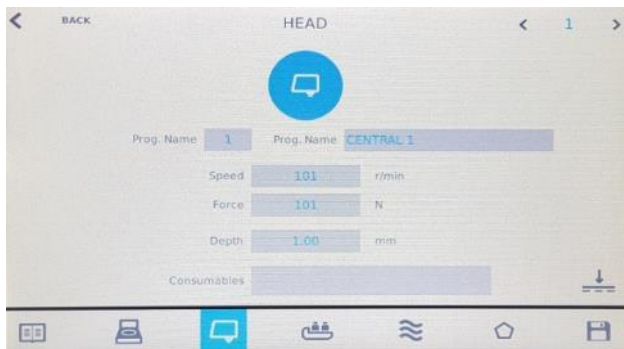 BACK HEAD 1
Prog. Name 1 Prog. Name CENTRAL 1
Speed 101 r/min
Force 101 N
Depth 1.00 mm
Consumables